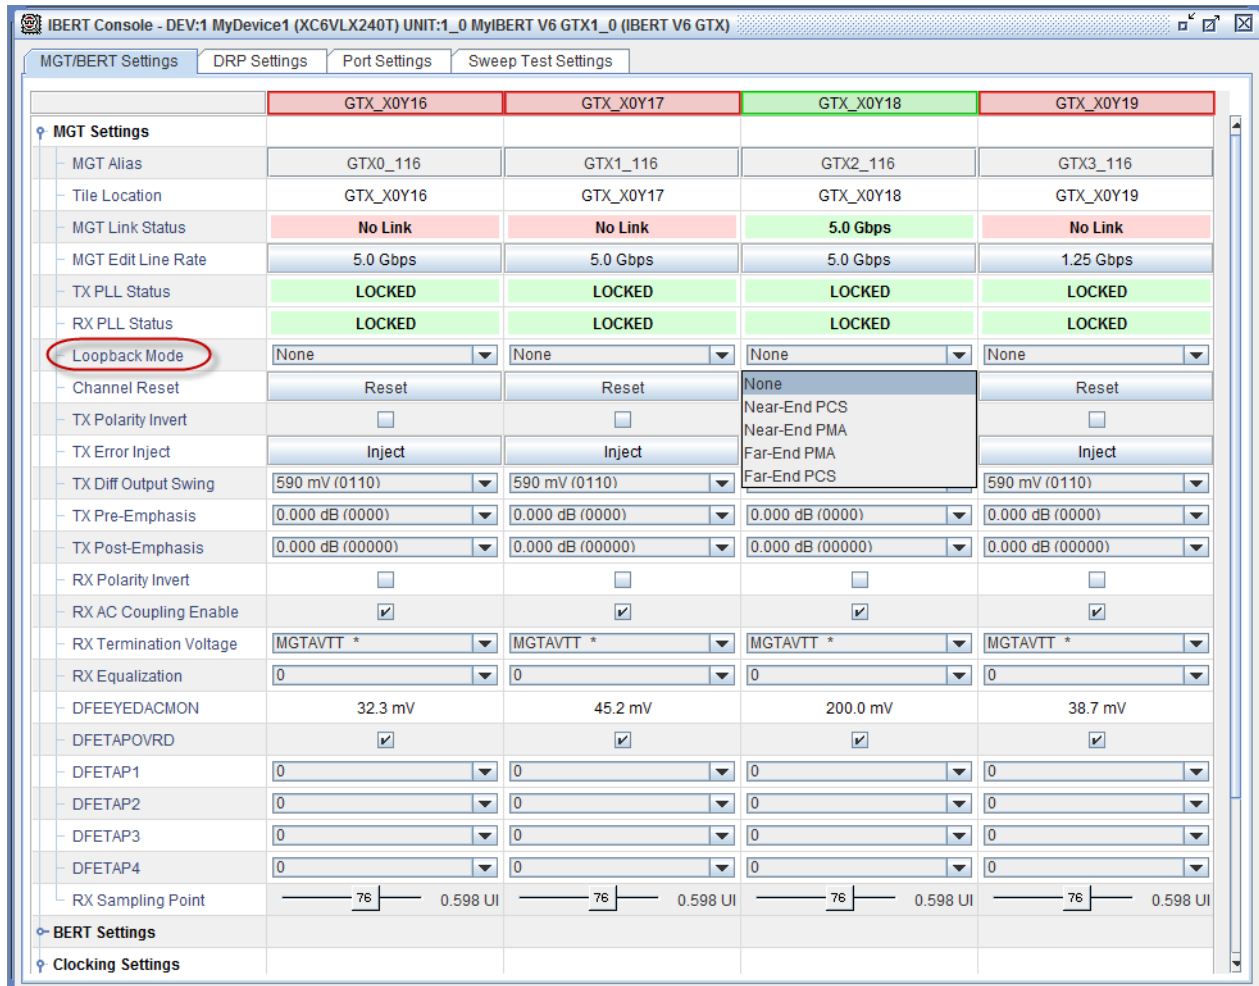 IBERT Console - DEV:1 MyDevice1 (XC6VLX240T) UNIT:1_0 MyIBERT V6 GTX1_0 (IBERT V6 GTX)
MGT/BERT Settings DRP Settings Port Settings Sweep Test Settings
GTX_X0Y16 GTX_X0Y17 GTX_X0Y18 GTX_X0Y19
MGT Settings
MGT Alias GTX0_116 GTX1_116 GTX2_116 GTX3_116
Tile Location GTX_X0Y16 GTX_X0Y17 GTX_X0Y18 GTX_X0Y19
MGT Link Status No Link No Link 5.0 Gbps No Link
MGT Edit Line Rate 5.0 Gbps 5.0 Gbps 5.0 Gbps 1.25 Gbps
TX PLL Status LOCKED LOCKED LOCKED LOCKED
RX PLL Status LOCKED LOCKED LOCKED LOCKED
Loopback Mode None None None None
Channel Reset Reset Reset None Reset
Near-End PCS
TX Polarity Invert
Near-End PMA
TX Error Inject Inject Inject Far-End PMA Inject
Far-End PCS
TX Diff Output Swing 590 mV (0110) 590 mV (0110) 590 mV (0110)
TX Pre-Emphasis 0.000 dB (0000) 0.000 dB (0000) 0.000 dB (0000) 0.000 dB (0000)
TX Post-Emphasis 0.000 dB (00000) 0.000 dB (00000) 0.000 dB (00000) 0.000 dB (00000)
RX Polarity Invert
RX AC Coupling Enable
RX Termination Voltage MGTAVTT * MGTAVTT * MGTAVTT * MGTAVTT *
RX Equalization 0 0 0 0
DFEEYEDACMON 32.3 mV 45.2 mV 200.0 mV 38.7 mV
DFETAPOVRD
DFETAP1 0 0 0 0
DFETAP2 0 0 0 0
DFETAP3 0 0 0 0
DFETAP4 0 0 0 0
RX Sampling Point 76 0.598 UI 76 0.598 UI 76 0.598 UI 76 0.598 UI
BERT Settings
Clocking Settings